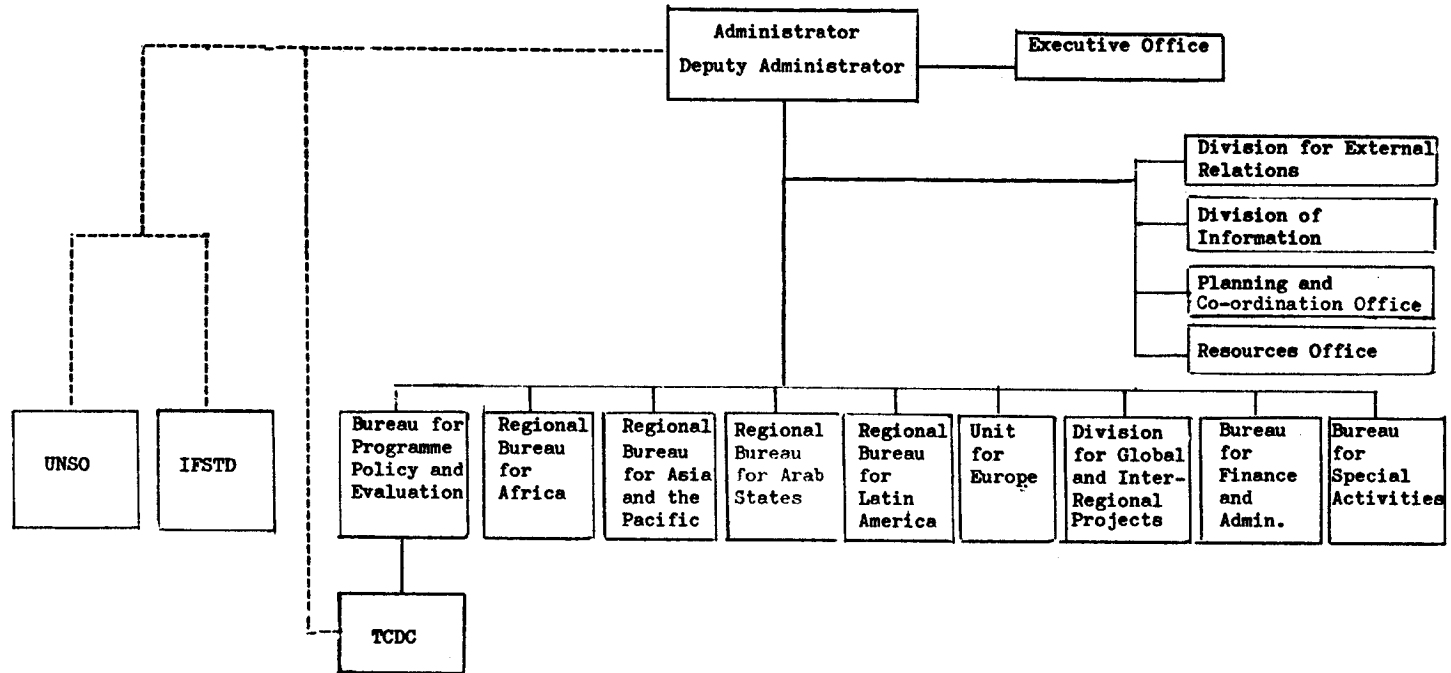 Administrator
Deputy Administrator
Executive Office
Division for External
Relations
Division of
Information
Planning and
Co-ordination Office
Resources Office
UNSO
IFSTD
Bureau for
Programme
Policy and
Evaluation
Regional
Bureau
for
Africa
Regional
Bureau
for Asia
and the
Pacific
Regional
Bureau
for Arab
States
Regional
Bureau
for
Latin
America
Unit
for
Europe
Division
for Global
and Inter-
Regional
Projects
Bureau
for
Finance
and
Admin.
Bureau
for
Special
Activities
TCDC